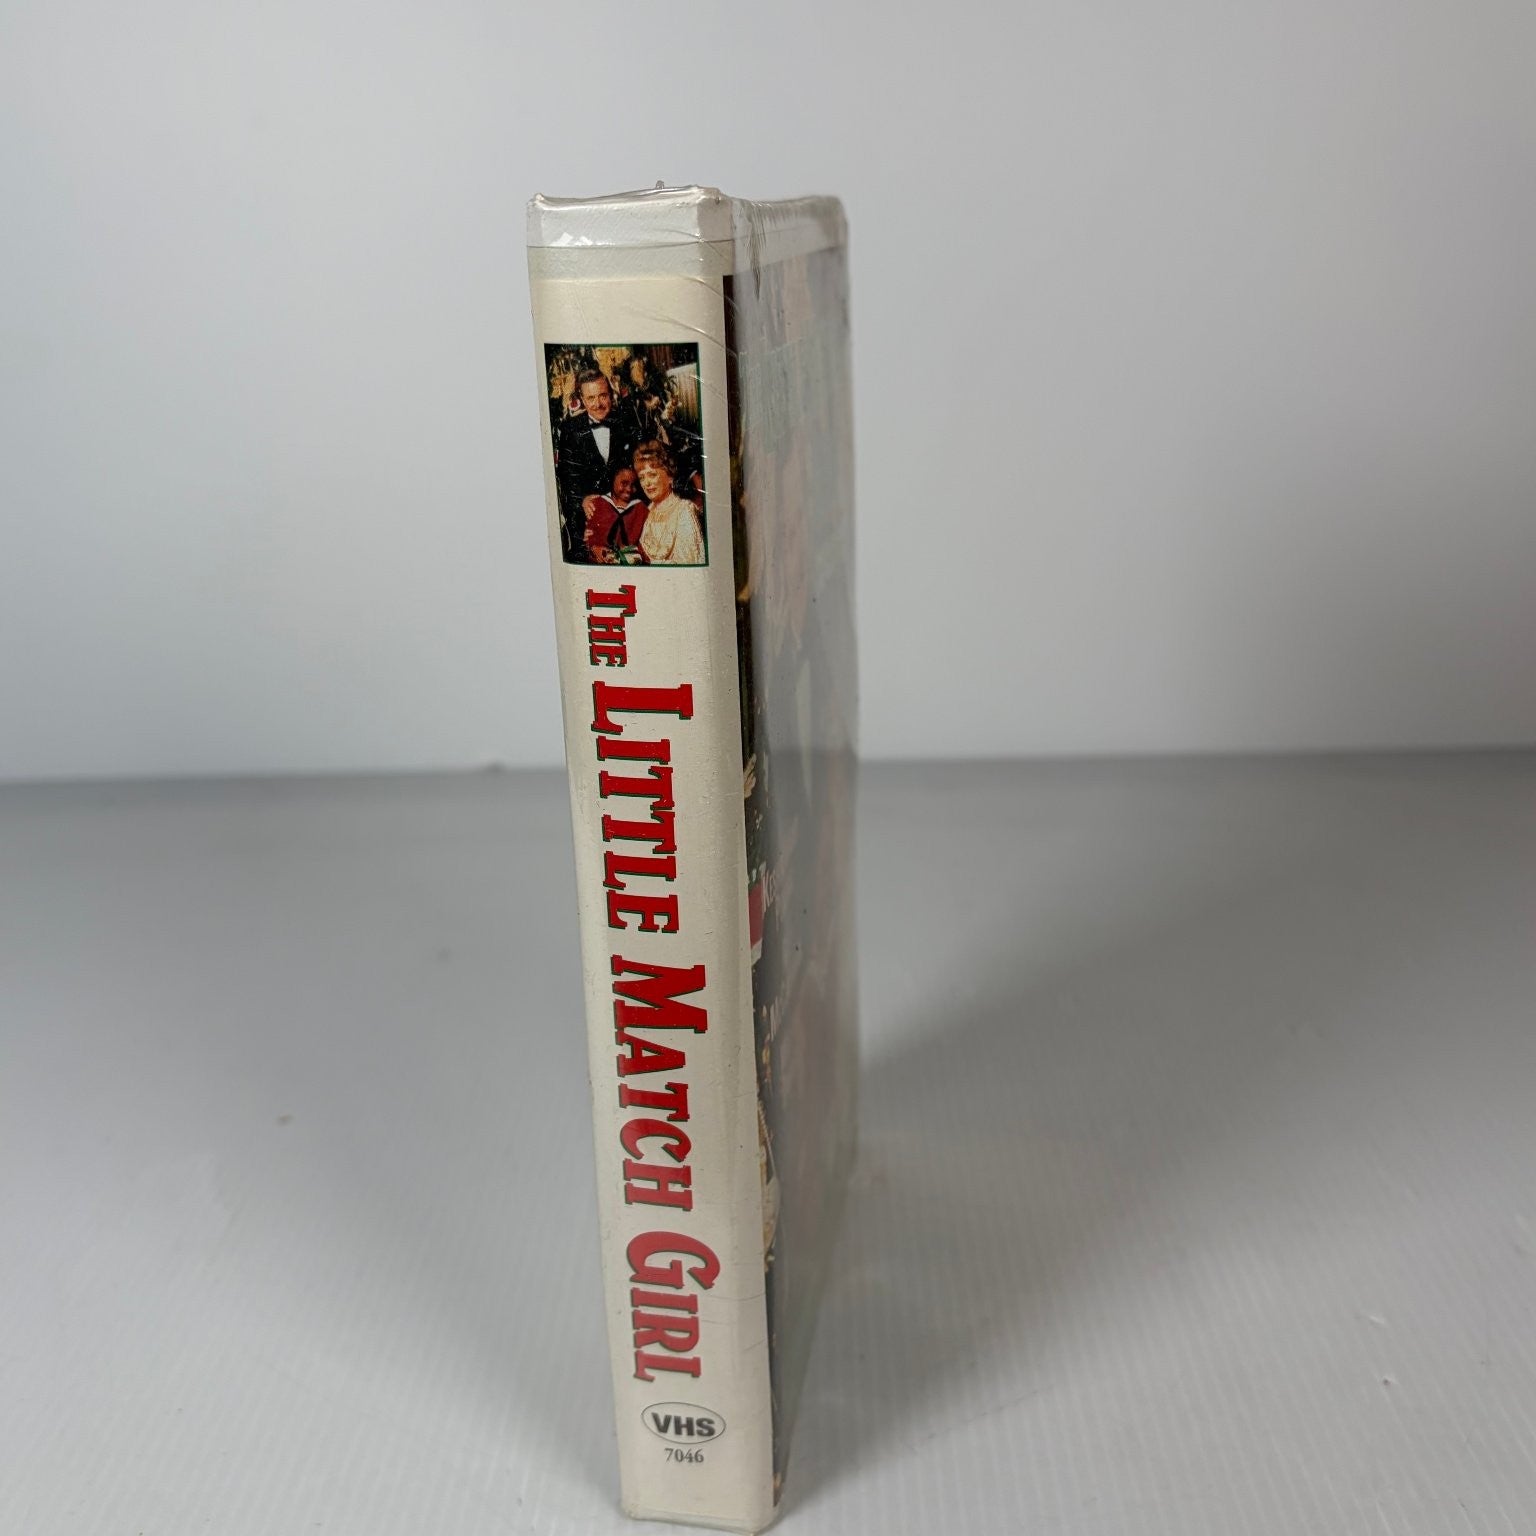 THE LITTLE MATCH GIRL
VHS
7046